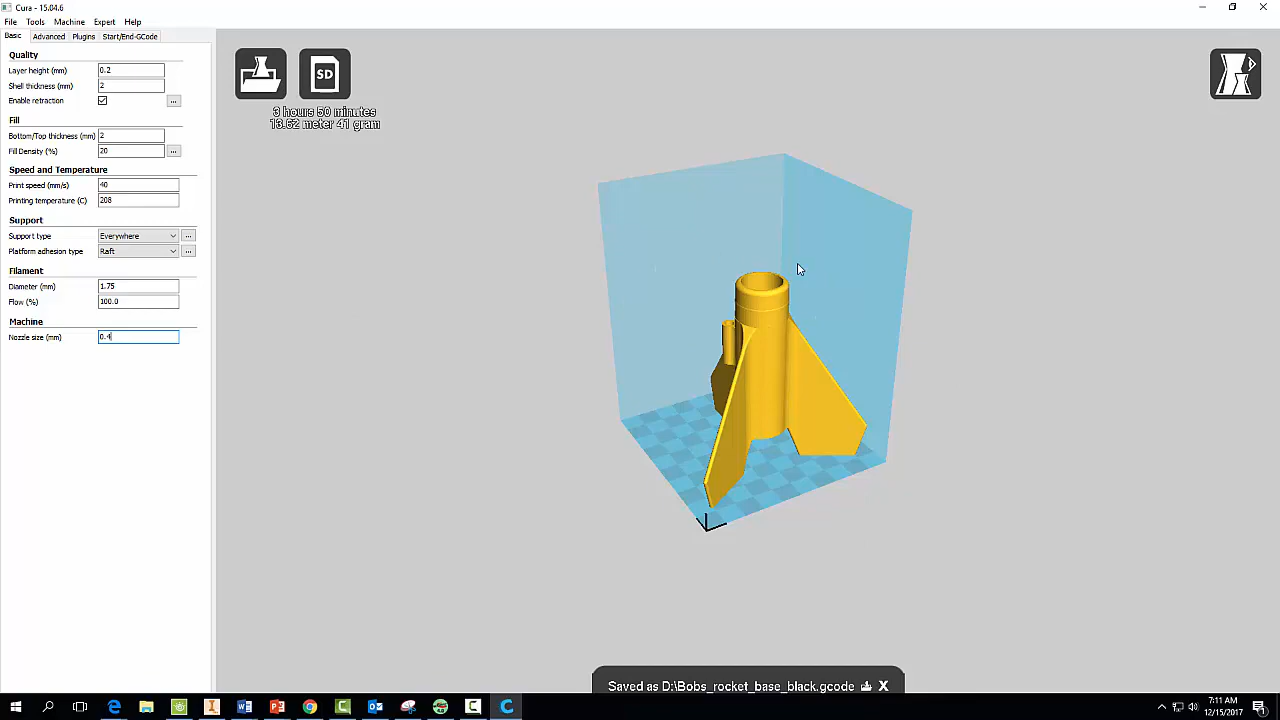 Cura - 15.04.6
File Tools Machine Expert Help
Basic Advanced Plugins Start/End-GCode
Quality
Layer height (mm) 0.2
Shell thickness (mm) 2
Enable retraction ...
Fill
Bottom/Top thickness (mm) 2
Fill Density (%) 20 ...
Speed and Temperature
Print speed (mm/s) 40
Printing temperature (C) 208
Support
Support type Everywhere ...
Platform adhesion type Raft ...
Filament
Diameter (mm) 1.75
Flow (%) 100.0
Machine
Nozzle size (mm) 0.4
SD
3 hours 50 minutes
13.62 meter 41 gram
Saved as D:\Bobs_rocket_base_black.gcode X
7:11 AM
12/15/2017